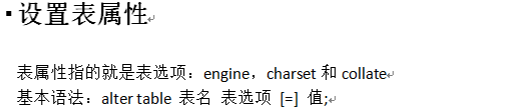 设置表属性
表属性指的就是表选项：engine，charset 和 collate
基本语法：alter table 表名 表选项 [=] 值;